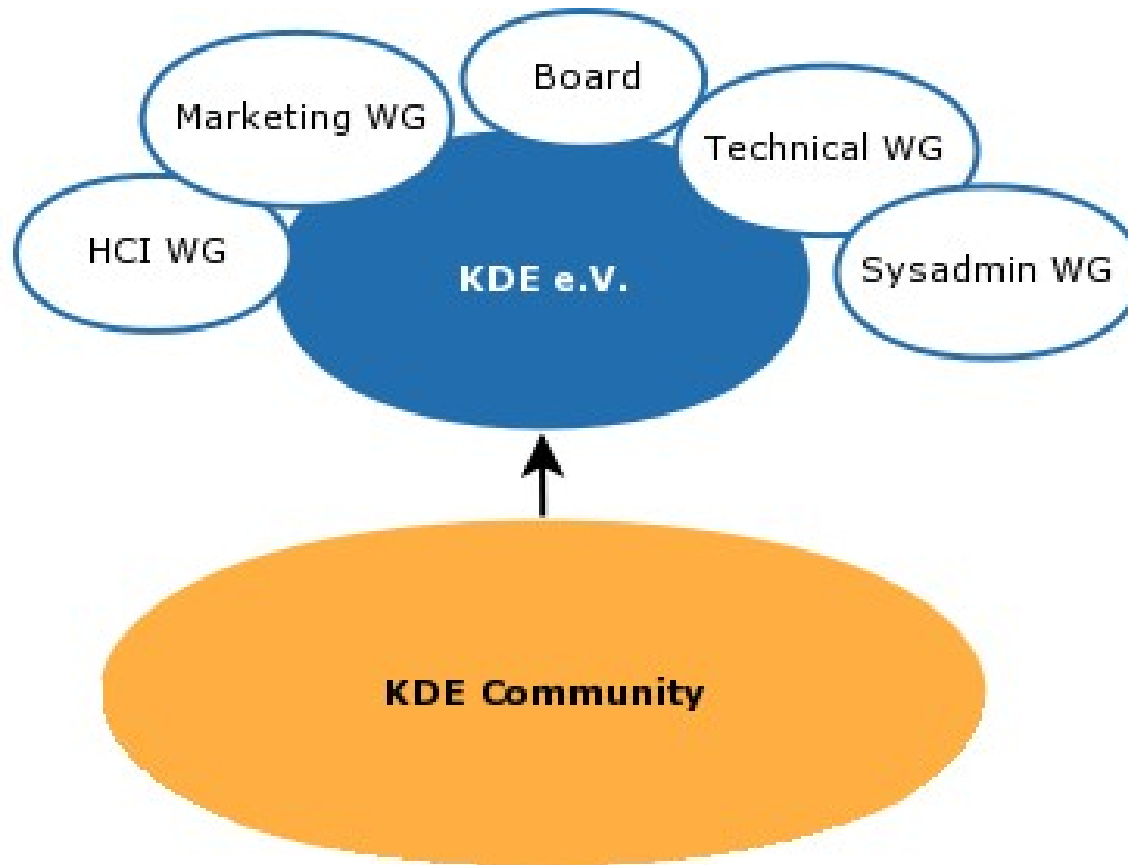 Board
Marketing WG
Technical WG
HCI WG
Sysadmin WG
KDE e.V.
KDE Community